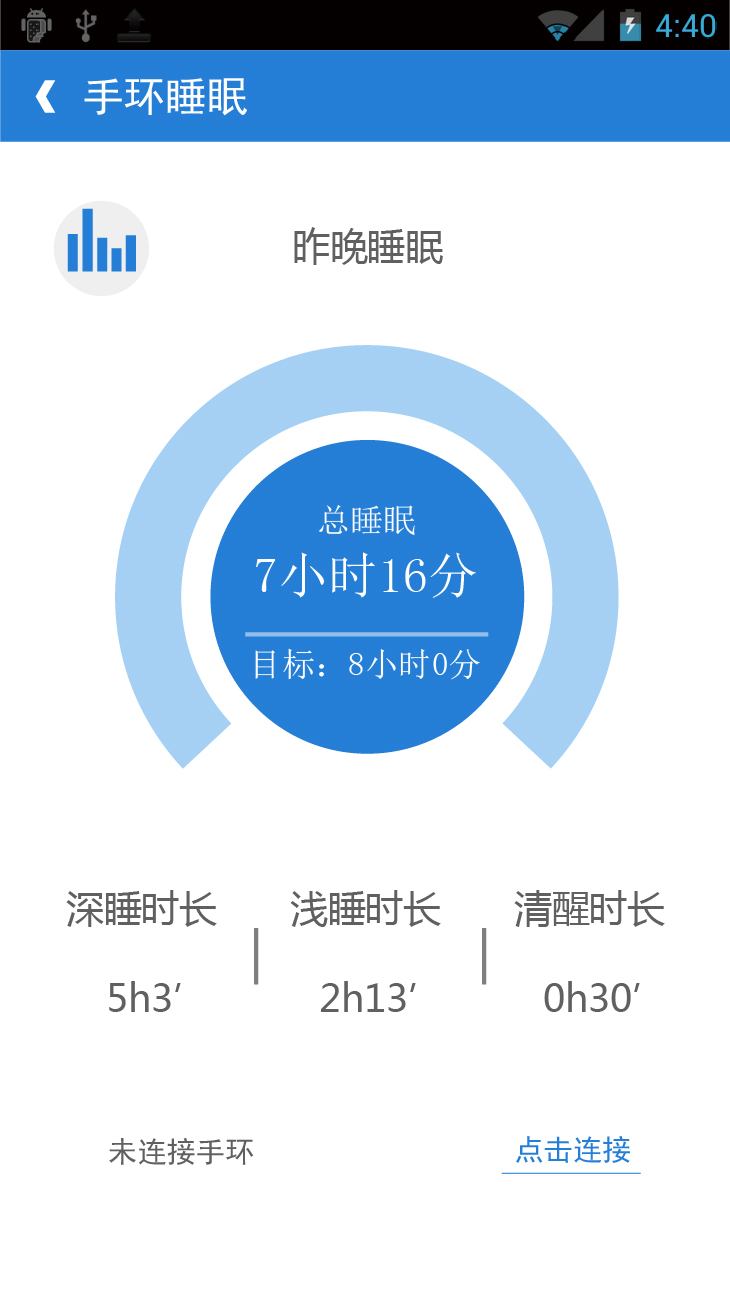 4:40
手环睡眠
昨晚睡眠
总睡眠
7小时16分
目标：8小时0分
深睡时长 浅睡时长 清醒时长
5h3′ 2h13′ 0h30′
未连接手环 点击连接